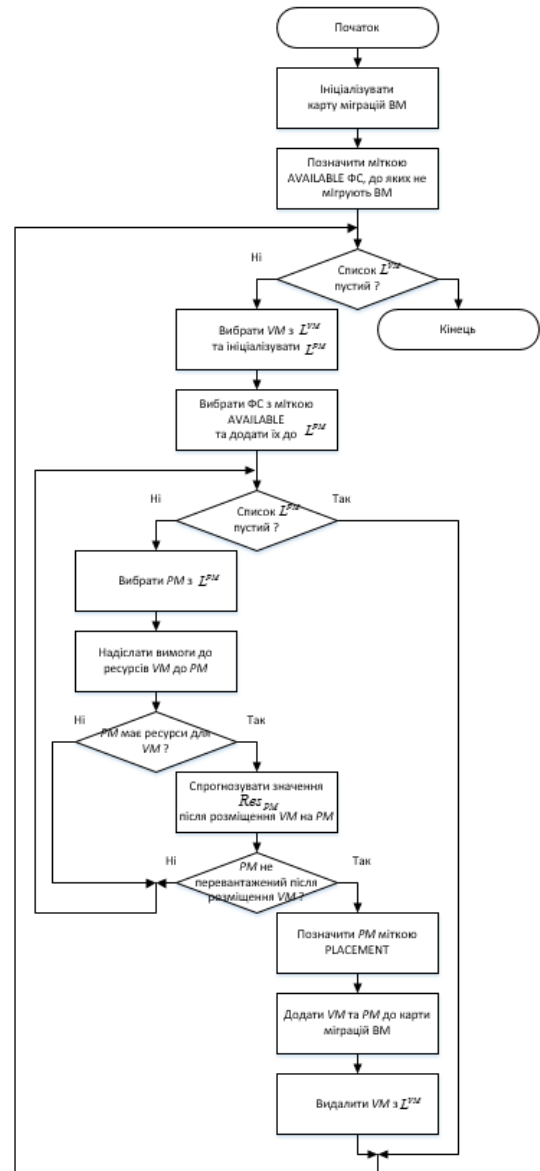 Початок
Ініціалізувати
карту міграцій ВМ
Позначити міткою
AVAILABLE ФС, до яких не
мігрують ВМ
Ні
Список L^VM
пустий ?
Вибрати VM з L^VM
та ініціалізувати L^PM
Кінець
Вибрати ФС з міткою
AVAILABLE
та додати їх до L^PM
Ні
Так
Список L^PM
пустий ?
Вибрати PM з L^PM
Надіслати вимоги до
ресурсів VM до PM
Ні
Так
PM має ресурси для
VM ?
Спрогнозувати значення
Res_PM
після розміщення VM на PM
Ні
Так
PM не
перевантажений після
розміщення VM ?
Позначити PM міткою
PLACEMENT
Додати VM та PM до карти
міграцій ВМ
Видалити VM з L^VM